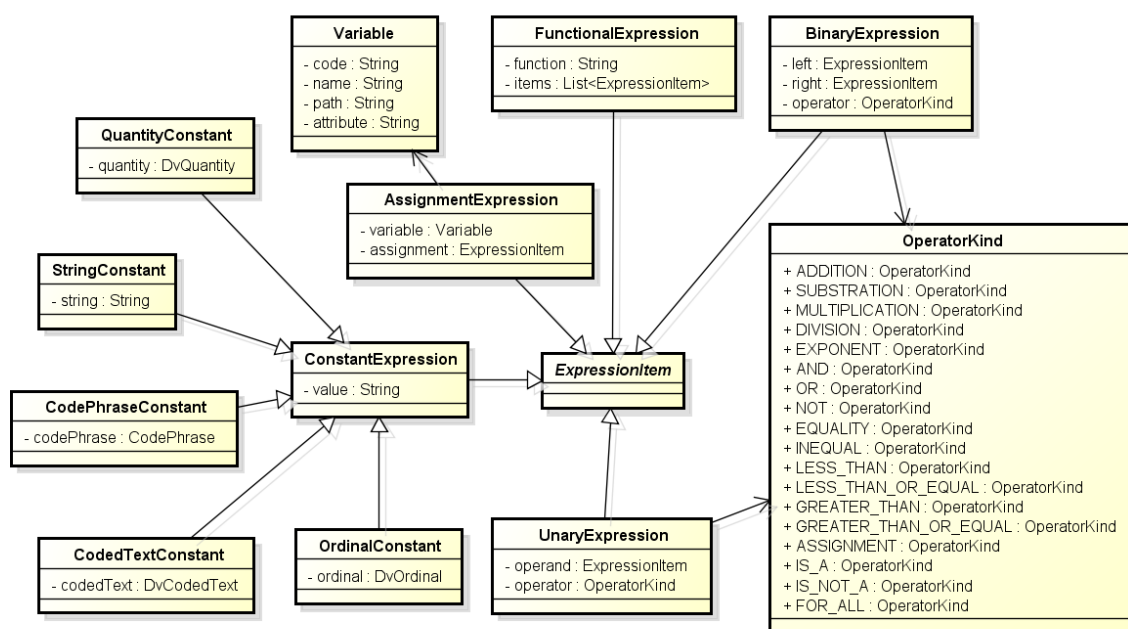 Variable
- code : String
- name : String
- path : String
- attribute : String
FunctionalExpression
- function : String
- items : List<ExpressionItem>
BinaryExpression
- left : ExpressionItem
- right : ExpressionItem
- operator : OperatorKind
QuantityConstant
- quantity : DvQuantity
AssignmentExpression
- variable : Variable
- assignment : ExpressionItem
StringConstant
- string : String
ConstantExpression
- value : String
ExpressionItem
OperatorKind
+ ADDITION : OperatorKind
+ SUBSTRATION : OperatorKind
+ MULTIPLICATION : OperatorKind
+ DIVISION : OperatorKind
+ EXPONENT : OperatorKind
+ AND : OperatorKind
+ OR : OperatorKind
+ NOT : OperatorKind
+ EQUALITY : OperatorKind
+ INEQUAL : OperatorKind
+ LESS_THAN : OperatorKind
+ LESS_THAN_OR_EQUAL : OperatorKind
+ GREATER_THAN : OperatorKind
+ GREATER_THAN_OR_EQUAL : OperatorKind
+ ASSIGNMENT : OperatorKind
+ IS_A : OperatorKind
+ IS_NOT_A : OperatorKind
+ FOR_ALL : OperatorKind
CodePhraseConstant
- codePhrase : CodePhrase
CodedTextConstant
- codedText : DvCodedText
OrdinalConstant
- ordinal : DvOrdinal
UnaryExpression
- operand : ExpressionItem
- operator : OperatorKind